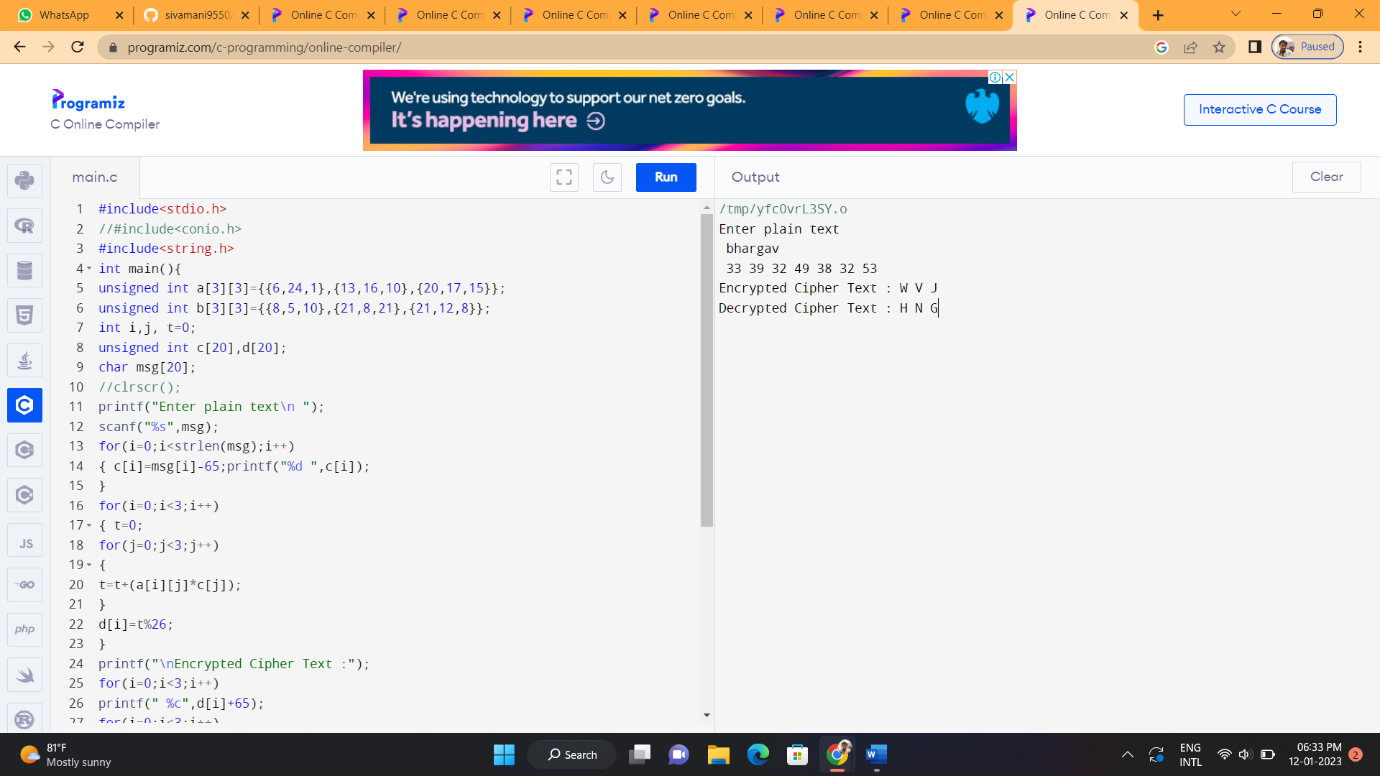 WhatsApp
sivamani9550/
Online C Com
Online C Com
Online C Com
Online C Com
Online C Com
Online C Com
Online C Com
programiz.com/c-programming/online-compiler/
Paused
Programiz
C Online Compiler
We're using technology to support our net zero goals.
It's happening here
Interactive C Course
main.c
Run
Output
Clear
1 #include<stdio.h>
2 //#include<conio.h>
3 #include<string.h>
4 int main(){
5 unsigned int a[3][3]={{6,24,1},{13,16,10},{20,17,15}};
6 unsigned int b[3][3]={{8,5,10},{21,8,21},{21,12,8}};
7 int i,j, t=0;
8 unsigned int c[20],d[20];
9 char msg[20];
10 //clrscr();
11 printf("Enter plain text\n ");
12 scanf("%s",msg);
13 for(i=0;i<strlen(msg);i++)
14 { c[i]=msg[i]-65;printf("%d ",c[i]);
15 }
16 for(i=0;i<3;i++)
17 { t=0;
18 for(j=0;j<3;j++)
19 {
20 t=t+(a[i][j]*c[j]);
21 }
22 d[i]=t%26;
23 }
24 printf("\nEncrypted Cipher Text :");
25 for(i=0;i<3;i++)
26 printf(" %c",d[i]+65);
27 for(i=0;i<3;i++)
/tmp/yfcOvrL3SY.o
Enter plain text
bhargav
33 39 32 49 38 32 53
Encrypted Cipher Text : W V J
Decrypted Cipher Text : H N G
JS
GO
php
81°F
Mostly sunny
Search
ENG
INTL
06:33 PM
12-01-2023
2